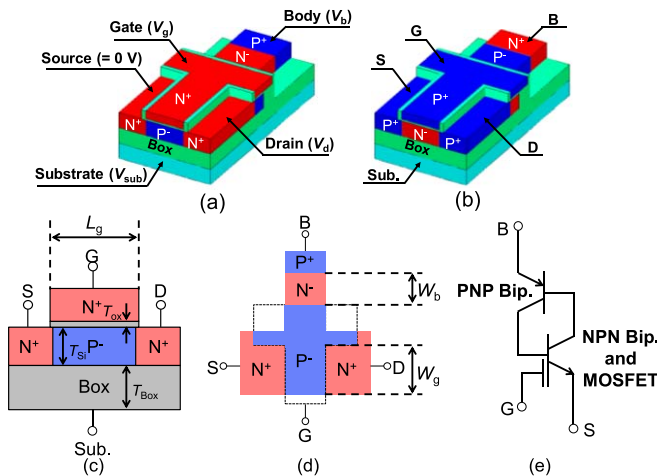 Gate (Vg)
Body (Vb)
Source (= 0 V)
P+
N-
N+
N+
P-
N+
Box
Drain (Vd)
Substrate (Vsub)
(a)
G
B
S
N+
P-
P+
P+
N-
P+
Box
D
Sub.
(b)
Lg
G
S
D
N+
Tox
N+
TSi
P-
N+
Box
TBox
Sub.
(c)
B
P+
N-
Wb
N+
P-
N+
S
D
Wg
G
(d)
B
PNP Bip.
NPN Bip.
and
MOSFET
G
S
(e)